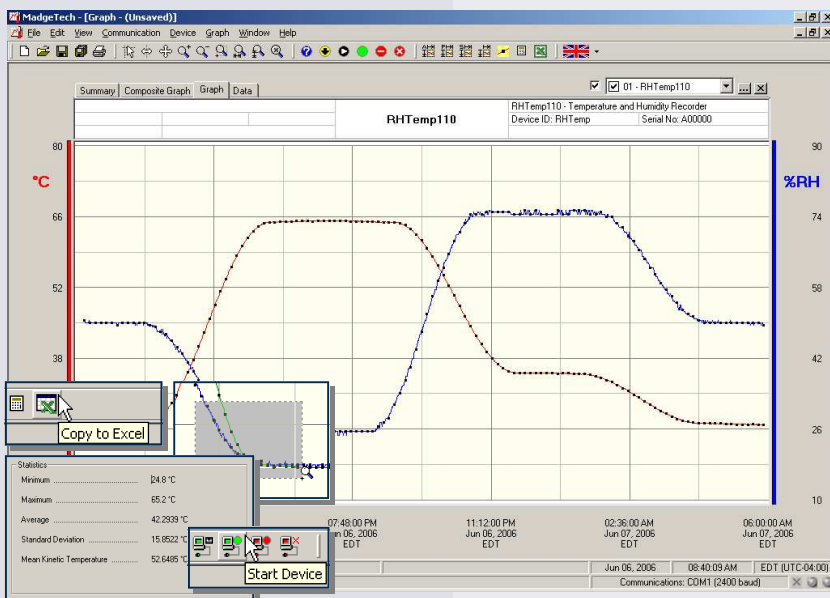 MadgeTech - [Graph - (Unsaved)]
File Edit View Communication Device Graph Window Help
Summary Composite Graph Graph Data
01 - RHTemp110
RHTemp110
RHTemp110 - Temperature and Humidity Recorder
Device ID: RHTemp Serial No: A00000
80 90
°C %RH
66 74
52 58
38 42
26
10
Copy to Excel
Statistics
Minimum 24.8 °C
Maximum 65.2 °C
Average 42.2939 °C
Standard Deviation 15.8522 °C
Mean Kinetic Temperature 52.6485 °C
Start Device
07:48:00 PM 11:12:00 PM 02:36:00 AM 06:00:00 AM
Jun 06, 2006 Jun 06, 2006 Jun 07, 2006 Jun 07, 2006
EDT EDT EDT EDT
Jun 06, 2006 08:40:09 AM EDT (UTC-04:00)
Communications: COM1 (2400 baud)